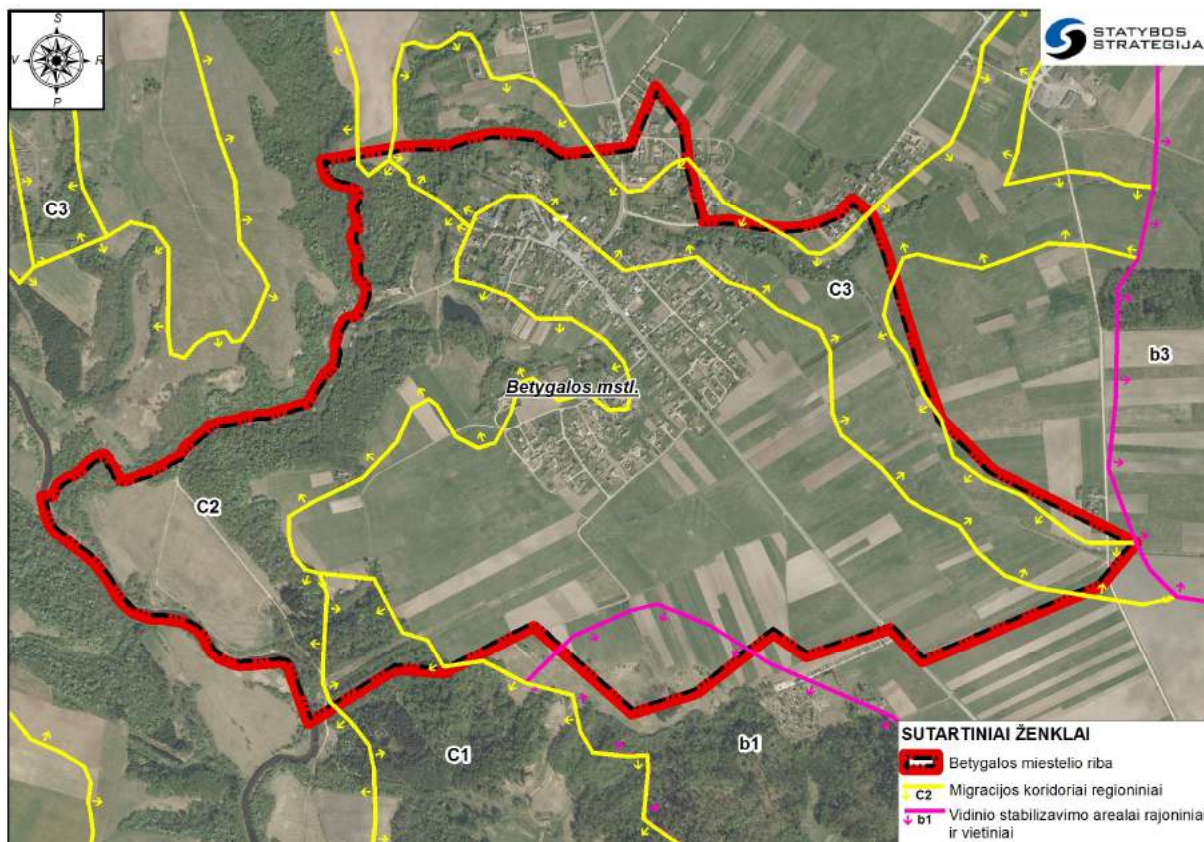 S
V R
P
STATYBOS
STRATEGIJA
C3
C3
b3
Betygalos mstl.
C2
C1
b1
SUTARTINIAI ŽENKLAI
Betygalos miestelio riba
C2 Migracijos koridoriai regioniniai
b1 Vidinio stabilizavimo arealai rajoninia
ir vietiniai